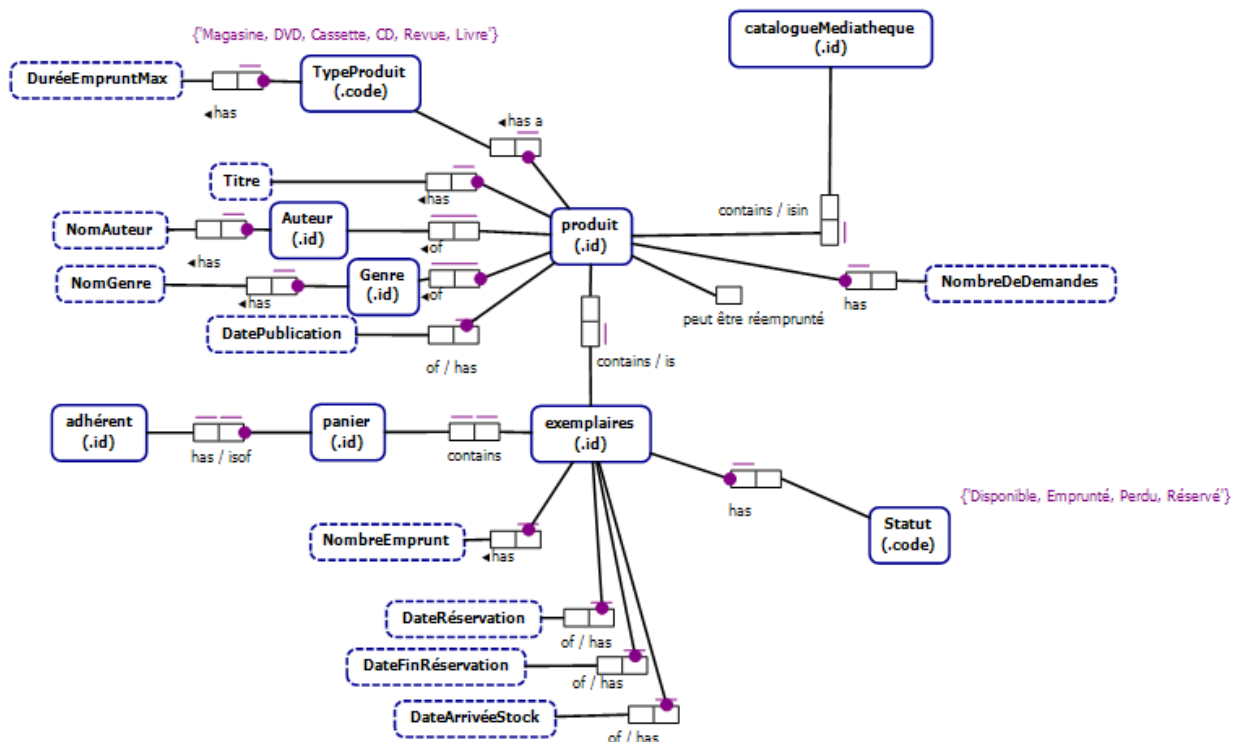 {'Magasine, DVD, Cassette, CD, Revue, Livre'}
catalogueMediatheque
(.id)
DuréeEmpruntMax
TypeProduit
(.code)
◄has
◄has a
Titre
◄has
contains / isin
NomAuteur
Auteur
(.id)
produit
(.id)
◄has
◄of
NomGenre
Genre
(.id)
◄has
◄of
NombreDeDemandes
has
peut être réemprunté
DatePublication
of / has
contains / is
adhérent
(.id)
panier
(.id)
exemplaires
(.id)
has / isof
contains
{'Disponible, Emprunté, Perdu, Réservé'}
has
Statut
(.code)
NombreEmprunt
◄has
DateRéservation
of / has
DateFinRéservation
of / has
DateArrivéeStock
of / has